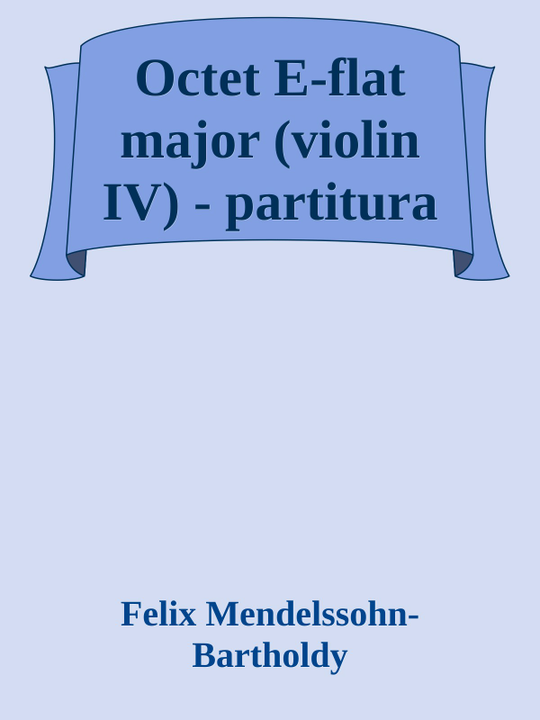 Octet E-flat
major (violin
IV) - partitura
Felix Mendelssohn-
Bartholdy